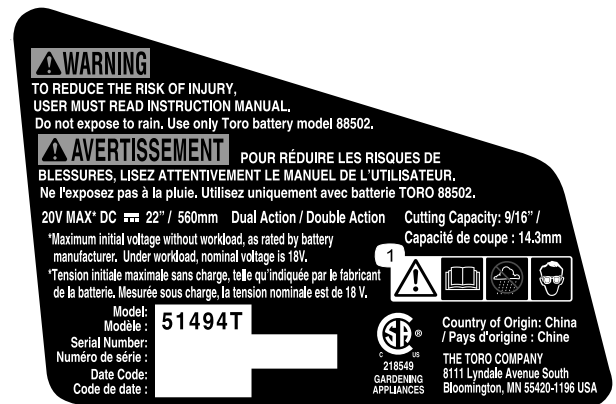 WARNING
TO REDUCE THE RISK OF INJURY,
USER MUST READ INSTRUCTION MANUAL.
Do not expose to rain. Use only Toro battery model 88502.
AVERTISSEMENT POUR RÉDUIRE LES RISQUES DE
BLESSURES, LISEZ ATTENTIVEMENT LE MANUEL DE L'UTILISATEUR.
Ne l'exposez pas à la pluie. Utilisez uniquement avec batterie TORO 88502.
20V MAX* DC 22" / 560mm Dual Action / Double Action
*Maximum initial voltage without workload, as rated by battery
manufacturer. Under workload, nominal voltage is 18V.
*Tension initiale maximale sans charge, telle qu'indiquée par le fabricant
de la batterie. Mesurée sous charge, la tension nominale est de 18 V.
Cutting Capacity: 9/16" /
Capacité de coupe : 14.3mm
1
Model:
Modèle :
51494T
Serial Number:
Numéro de série :
Date Code:
Code de date :
CSA ®
C US
218549
GARDENING
APPLIANCES
Country of Origin: China
/ Pays d'origine : Chine
THE TORO COMPANY
8111 Lyndale Avenue South
Bloomington, MN 55420-1196 USA